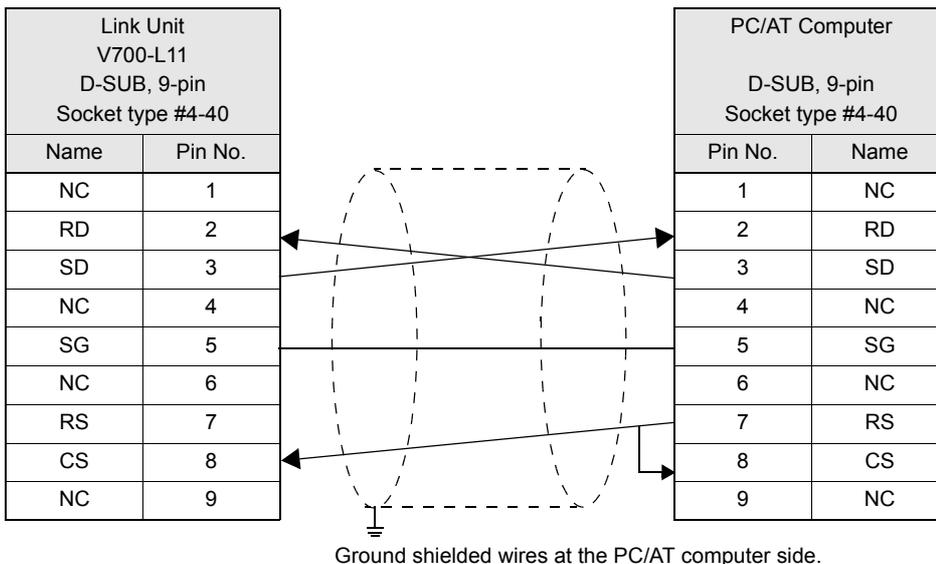 Link Unit
V700-L11
D-SUB, 9-pin
Socket type #4-40
Name Pin No.
NC 1
RD 2
SD 3
NC 4
SG 5
NC 6
RS 7
CS 8
NC 9
PC/AT Computer
D-SUB, 9-pin
Socket type #4-40
Pin No. Name
1 NC
2 RD
3 SD
4 NC
5 SG
6 NC
7 RS
8 CS
9 NC
Ground shielded wires at the PC/AT computer side.